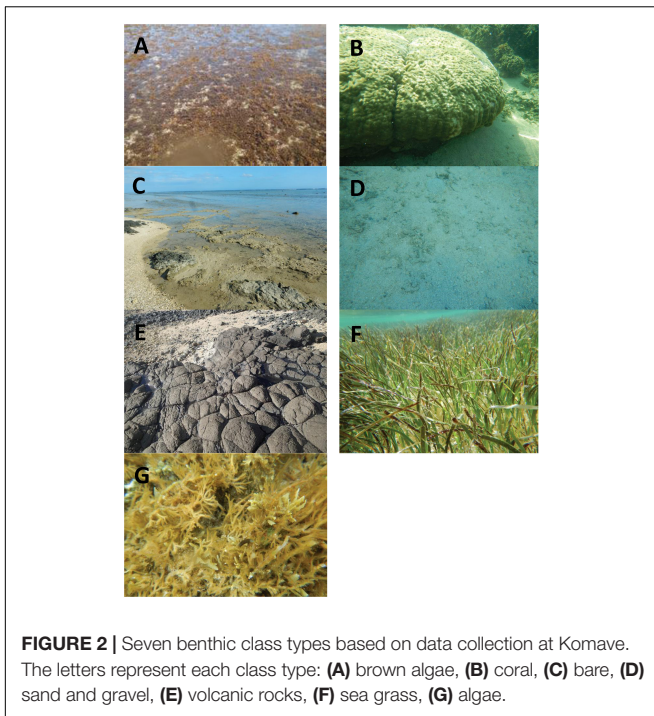 A
B
C
D
E
F
G
FIGURE 2 | Seven benthic class types based on data collection at Komave.
The letters represent each class type: (A) brown algae, (B) coral, (C) bare, (D)
sand and gravel, (E) volcanic rocks, (F) sea grass, (G) algae.